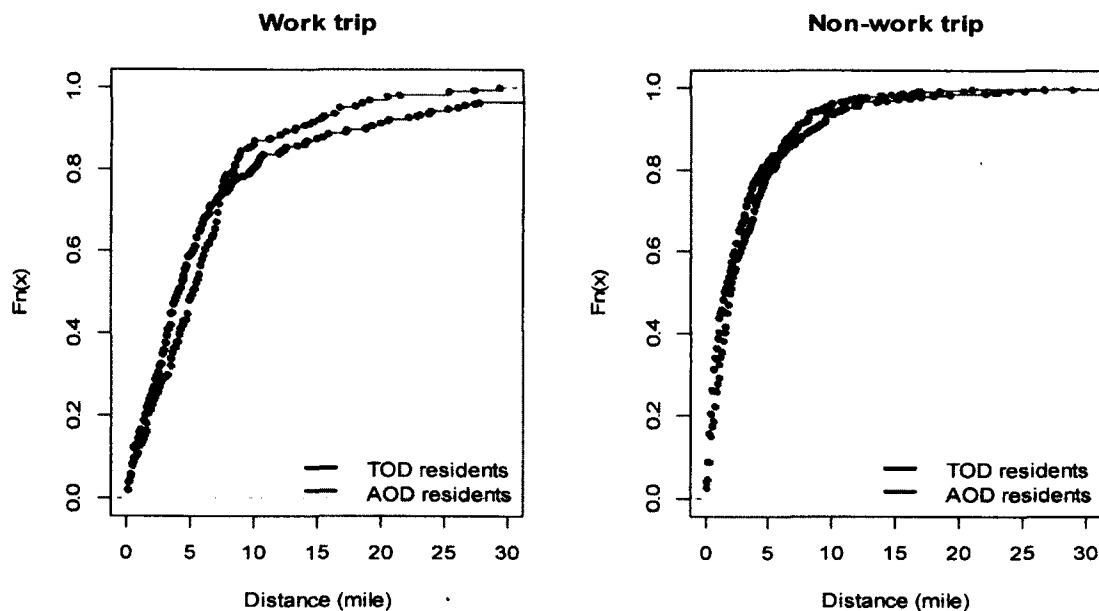 Work trip
Fn(x)
1.0
0.8
0.6
0.4
0.2
0.0
TOD residents
AOD residents
0 5 10 15 20 25 30
Distance (mile)
Non-work trip
Fn(x)
1.0
0.8
0.6
0.4
0.2
0.0
TOD residents
AOD residents
0 5 10 15 20 25 30
Distance (mile)